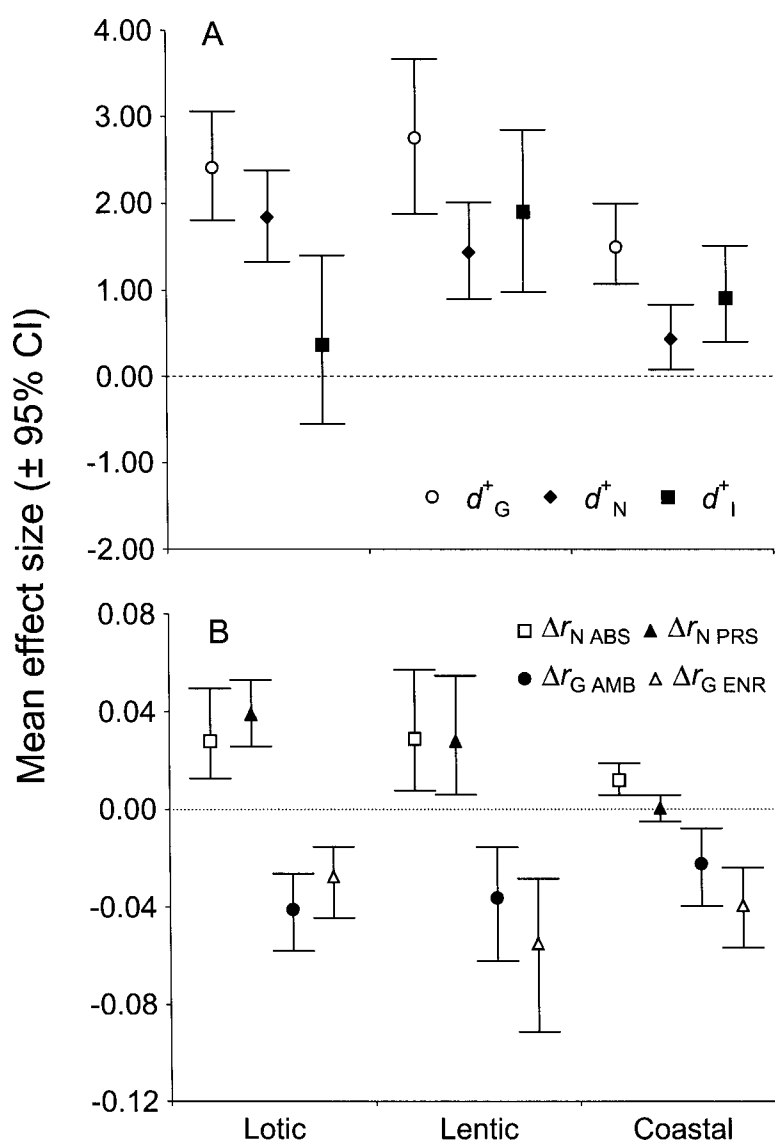 Mean effect size (± 95% CI)
A
4.00
3.00
2.00
1.00
0.00
-1.00
-2.00
d⁺G d⁺N d⁺I
B
0.08
0.04
0.00
-0.04
-0.08
-0.12
ΔrN ABS ΔrN PRS
ΔrG AMB ΔrG ENR
Lotic Lentic Coastal